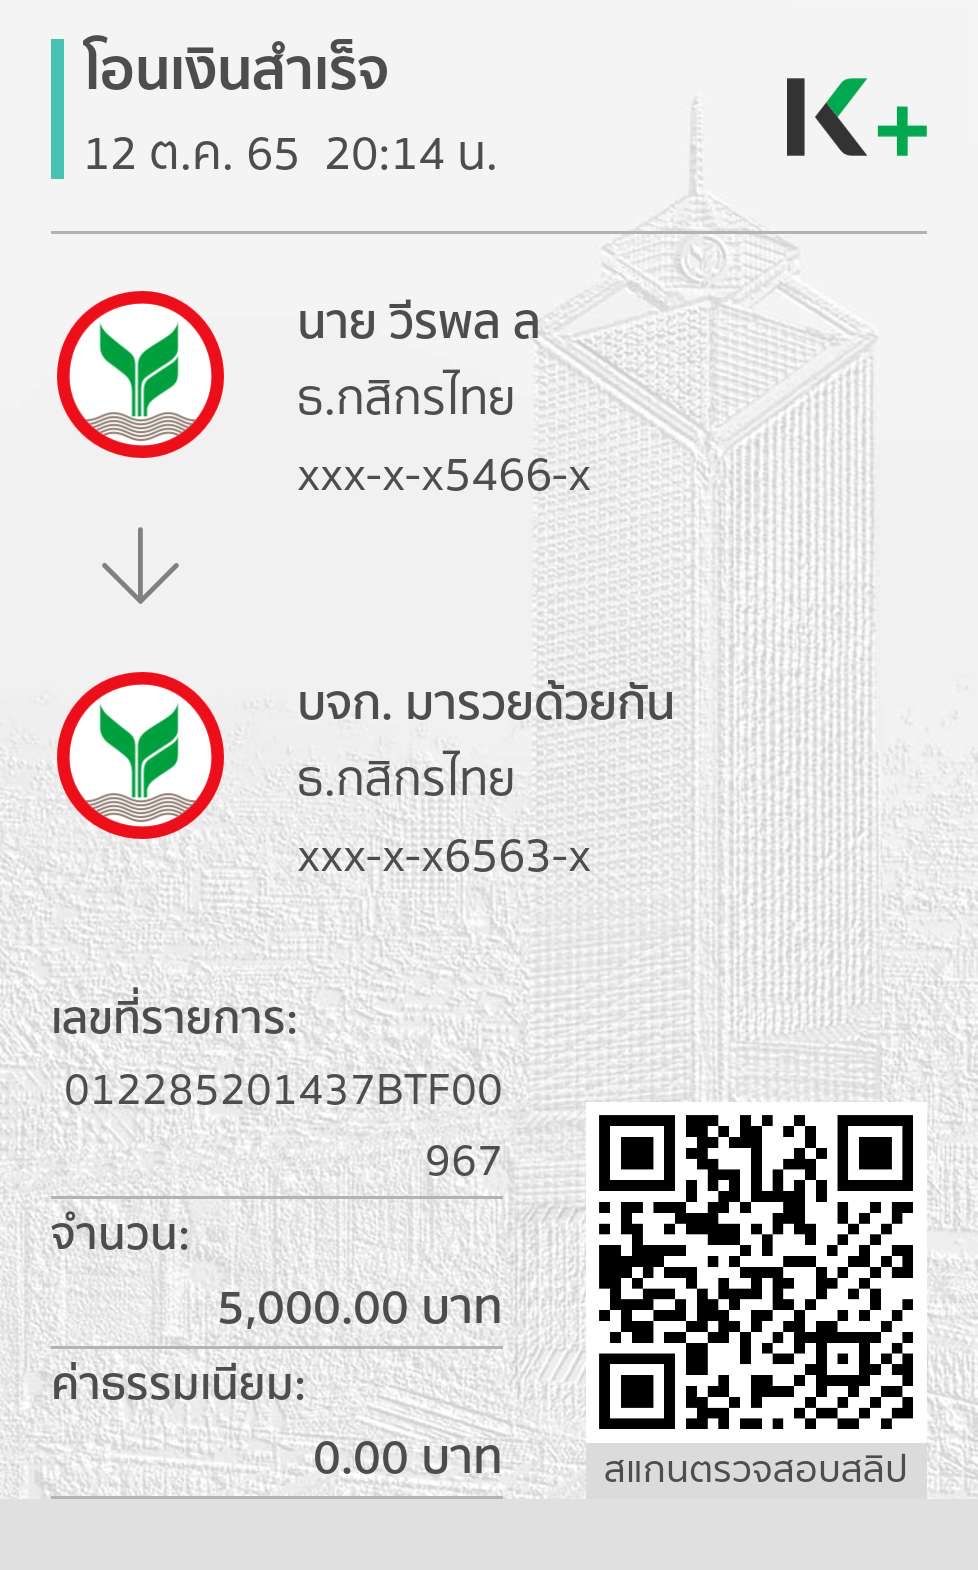 โอนเงินสำเร็จ
12 ต.ค. 65 20:14 น.
K+
นาย วีรพล ล
ธ.กสิกรไทย
xxx-x-x5466-x
บจก. มารวยด้วยกัน
ธ.กสิกรไทย
xxx-x-x6563-x
เลขที่รายการ:
012285201437BTF00
967
จำนวน:
5,000.00 บาท
ค่าธรรมเนียม:
0.00 บาท
สแกนตรวจสอบสลิป